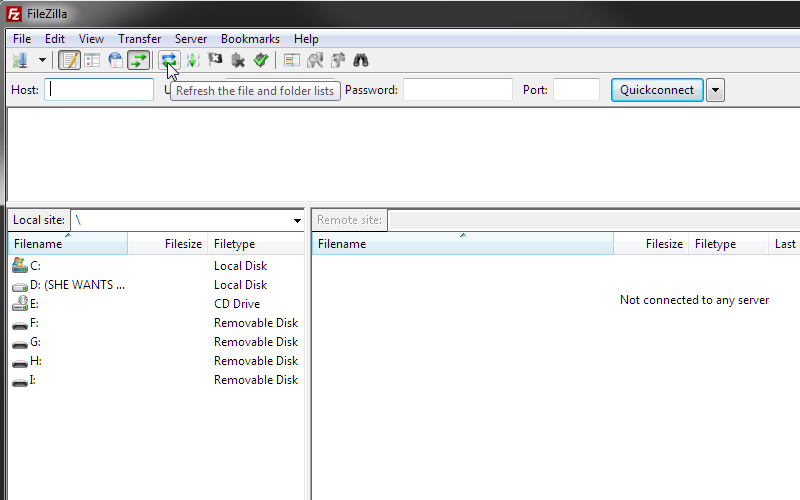 FileZilla
File Edit View Transfer Server Bookmarks Help
Host: U Password: Port: Quickconnect
Refresh the file and folder lists
Local site: \ Remote site:
Filename Filesize Filetype Filename Filesize Filetype Last
C: Local Disk
D: (SHE WANTS ... Local Disk
E: CD Drive
Not connected to any server
F: Removable Disk
G: Removable Disk
H: Removable Disk
I: Removable Disk